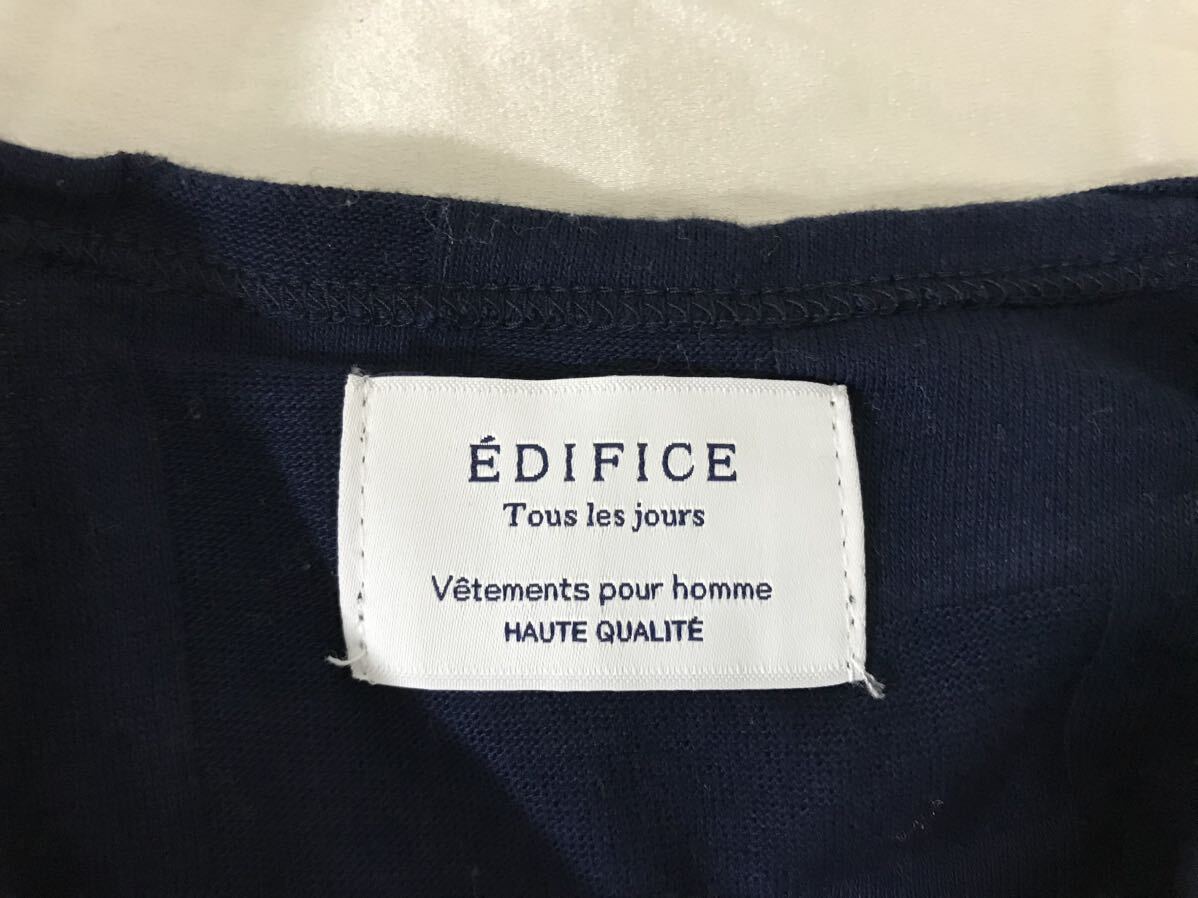 ÉDIFICE
Tous les jours
Vêtements pour homme
HAUTE QUALITÉ